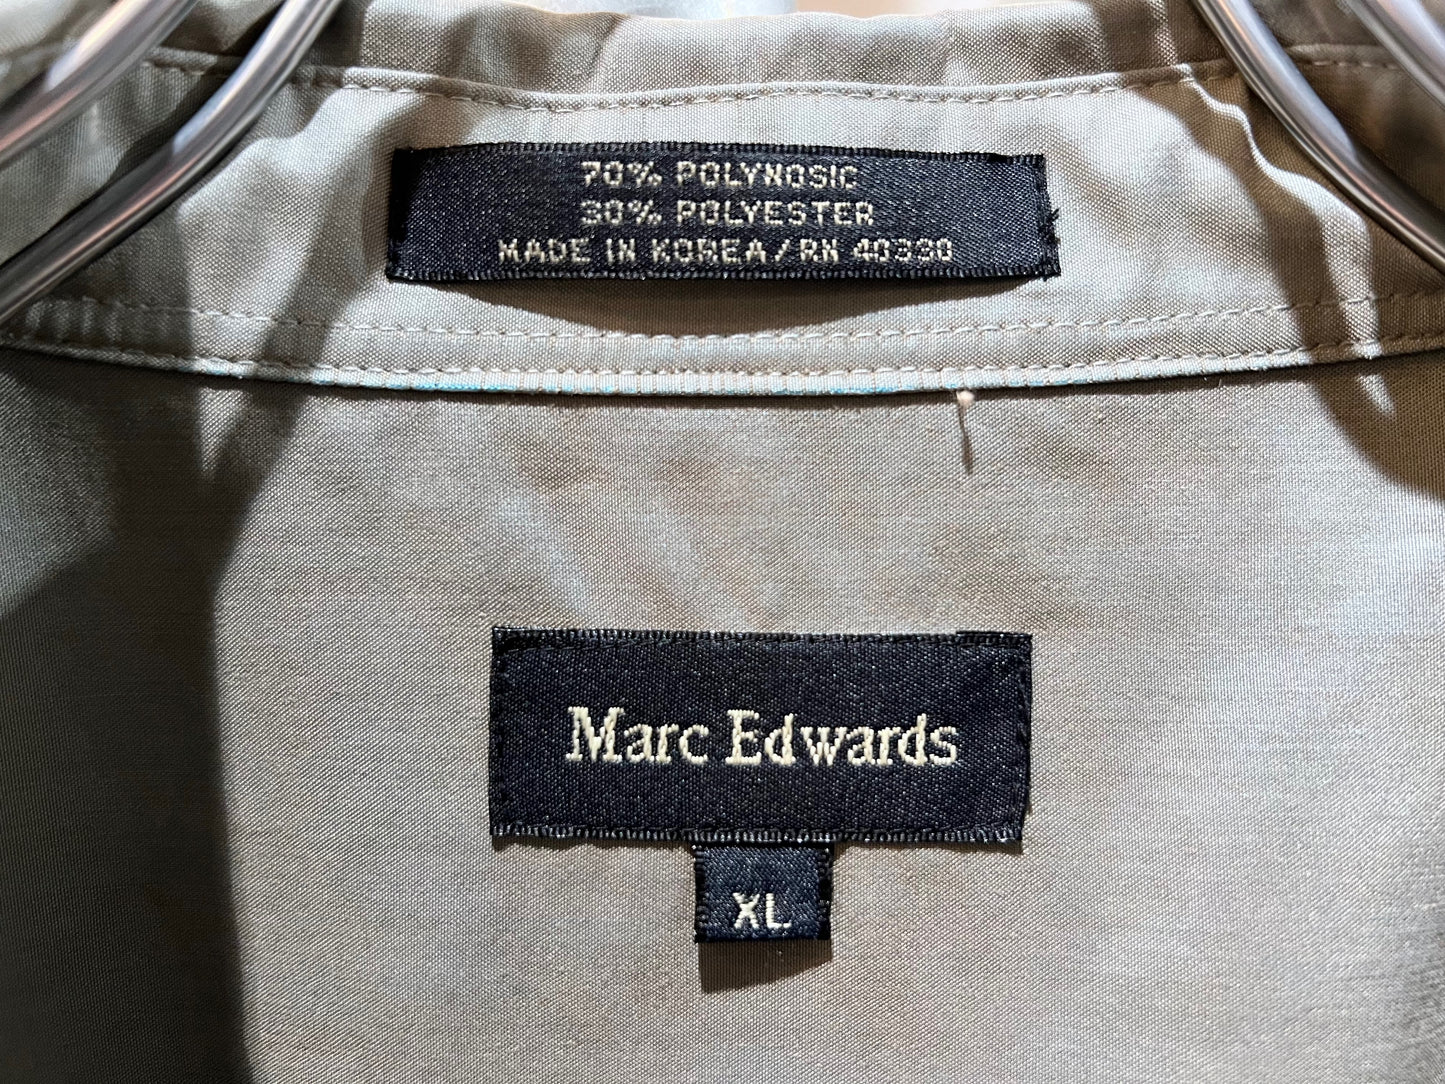 70% POLYNOSIC
30% POLYESTER
MADE IN KOREA/RN 40330
Marc Edwards
XL